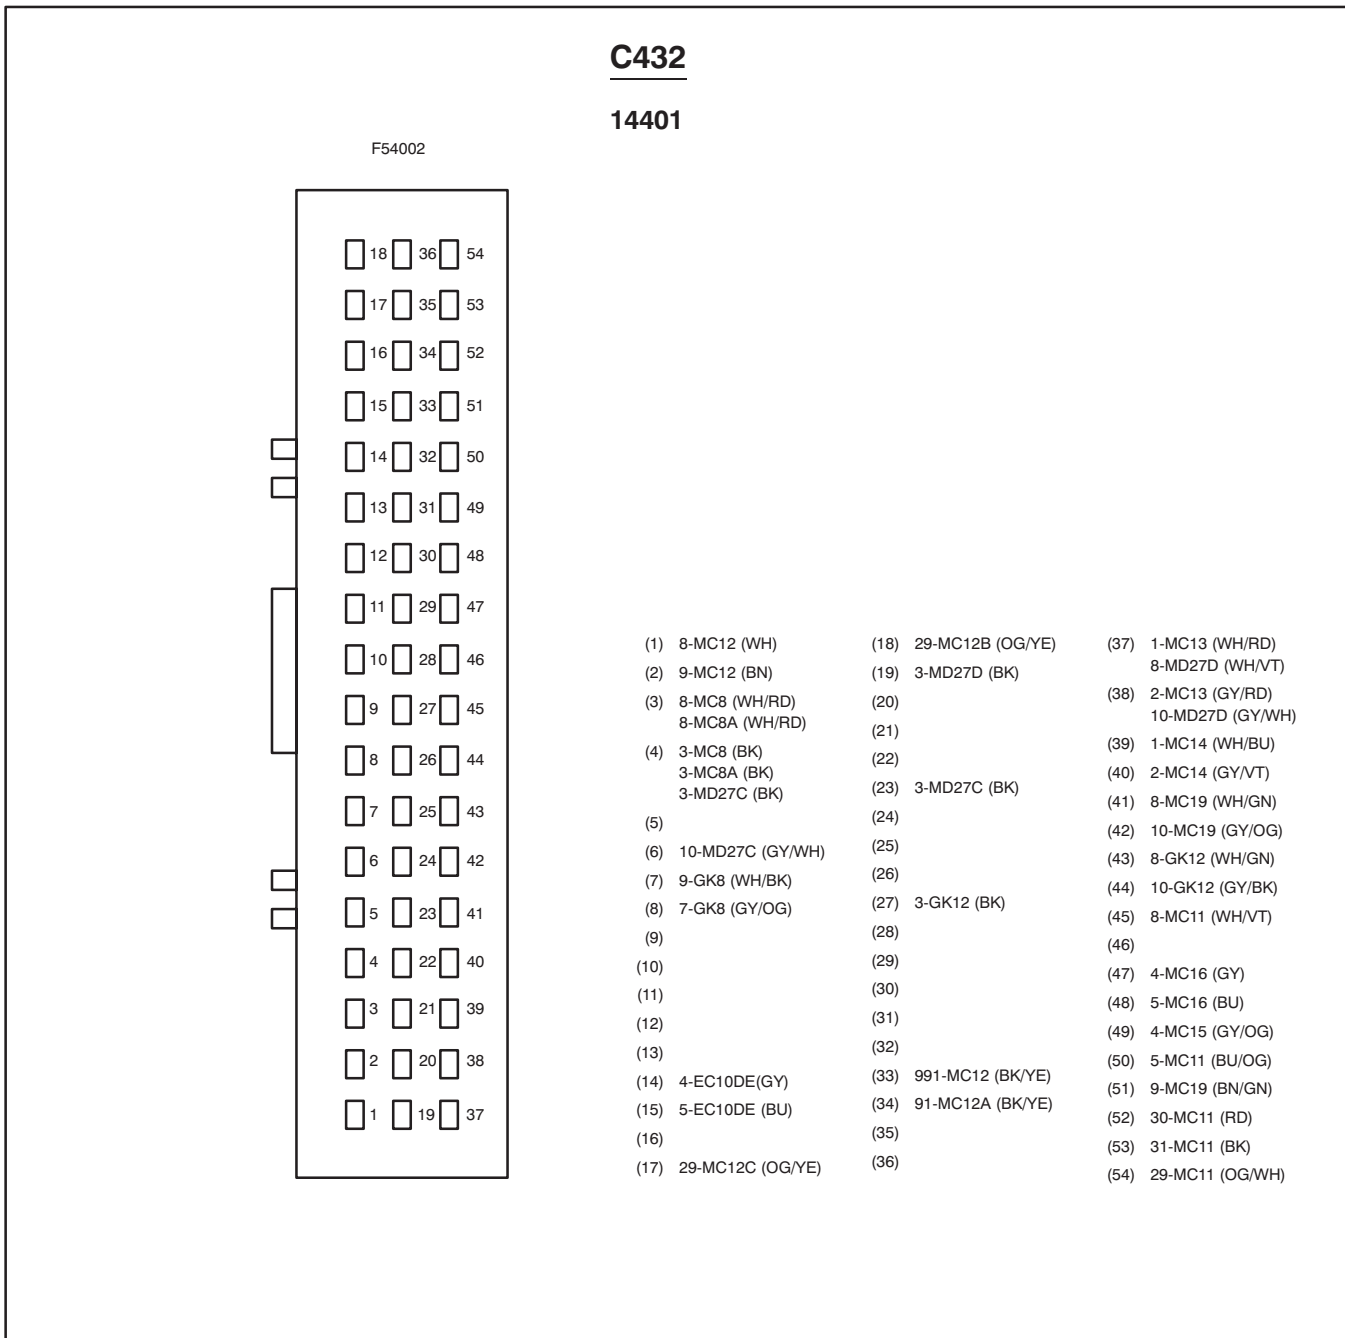 C432
14401
F54002
18 36 54
17 35 53
16 34 52
15 33 51
14 32 50
13 31 49
12 30 48
11 29 47
10 28 46
9 27 45
8 26 44
7 25 43
6 24 42
5 23 41
4 22 40
3 21 39
2 20 38
1 19 37
(1) 8-MC12 (WH)
(2) 9-MC12 (BN)
(3) 8-MC8 (WH/RD)
8-MC8A (WH/RD)
(4) 3-MC8 (BK)
3-MC8A (BK)
3-MD27C (BK)
(5)
(6) 10-MD27C (GY/WH)
(7) 9-GK8 (WH/BK)
(8) 7-GK8 (GY/OG)
(9)
(10)
(11)
(12)
(13)
(14) 4-EC10DE(GY)
(15) 5-EC10DE (BU)
(16)
(17) 29-MC12C (OG/YE)
(18) 29-MC12B (OG/YE)
(19) 3-MD27D (BK)
(20)
(21)
(22)
(23) 3-MD27C (BK)
(24)
(25)
(26)
(27) 3-GK12 (BK)
(28)
(29)
(30)
(31)
(32)
(33) 991-MC12 (BK/YE)
(34) 91-MC12A (BK/YE)
(35)
(36)
(37) 1-MC13 (WH/RD)
8-MD27D (WH/VT)
(38) 2-MC13 (GY/RD)
10-MD27D (GY/WH)
(39) 1-MC14 (WH/BU)
(40) 2-MC14 (GY/VT)
(41) 8-MC19 (WH/GN)
(42) 10-MC19 (GY/OG)
(43) 8-GK12 (WH/GN)
(44) 10-GK12 (GY/BK)
(45) 8-MC11 (WH/VT)
(46)
(47) 4-MC16 (GY)
(48) 5-MC16 (BU)
(49) 4-MC15 (GY/OG)
(50) 5-MC11 (BU/OG)
(51) 9-MC19 (BN/GN)
(52) 30-MC11 (RD)
(53) 31-MC11 (BK)
(54) 29-MC11 (OG/WH)